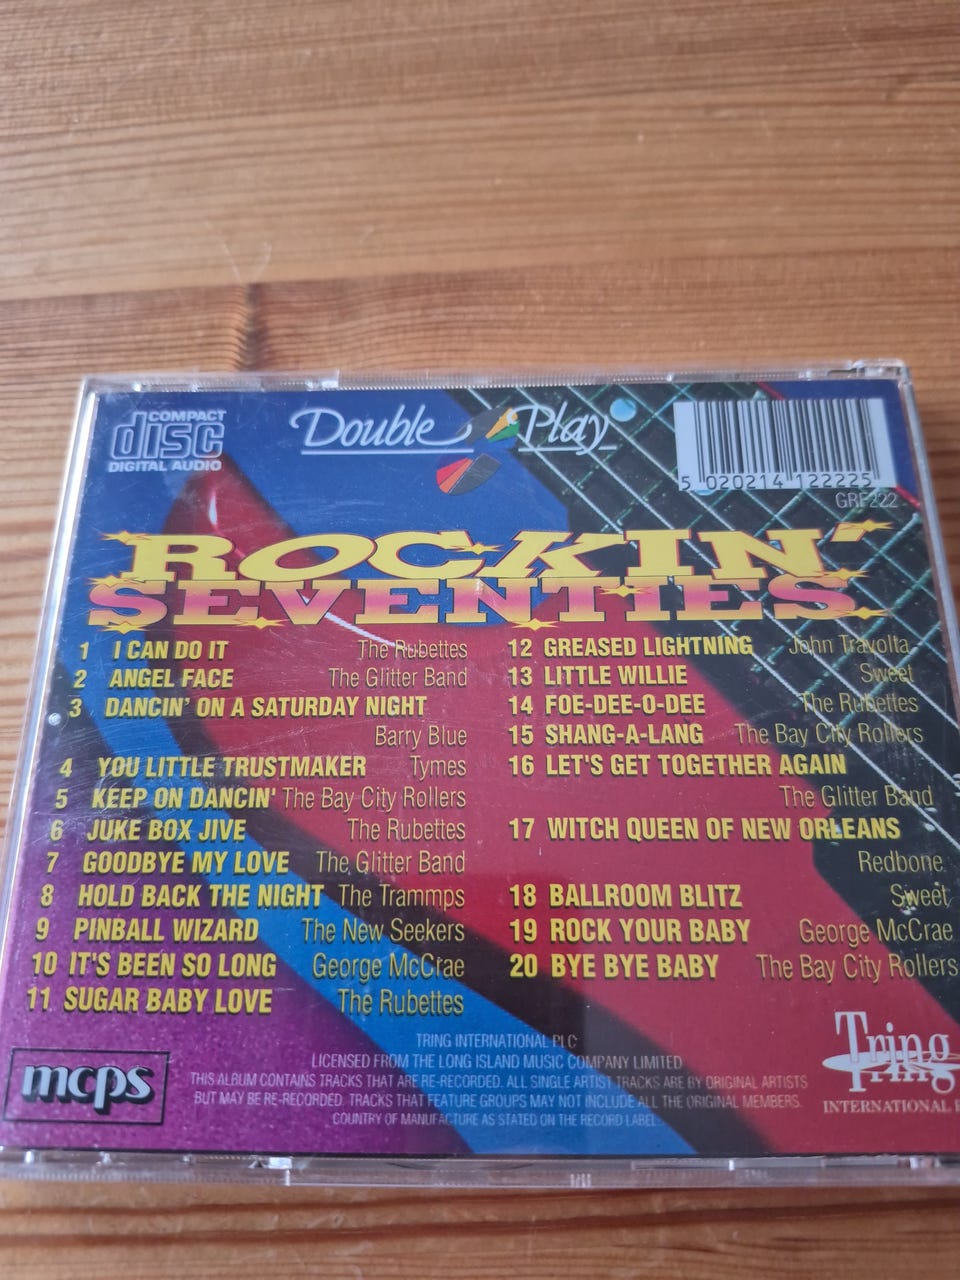 COMPACT
disc
DIGITAL AUDIO
Double Play
5 020214 122225
GRF222
ROCKIN'
SEVENTIES
1 I CAN DO IT The Rubettes
2 ANGEL FACE The Glitter Band
3 DANCIN' ON A SATURDAY NIGHT
Barry Blue
4 YOU LITTLE TRUSTMAKER Tymes
5 KEEP ON DANCIN' The Bay City Rollers
6 JUKE BOX JIVE The Rubettes
7 GOODBYE MY LOVE The Glitter Band
8 HOLD BACK THE NIGHT The Trammps
9 PINBALL WIZARD The New Seekers
10 IT'S BEEN SO LONG George McCrae
11 SUGAR BABY LOVE The Rubettes
12 GREASED LIGHTNING John Travolta
13 LITTLE WILLIE Sweet
14 FOE-DEE-O-DEE The Rubettes
15 SHANG-A-LANG The Bay City Rollers
16 LET'S GET TOGETHER AGAIN
The Glitter Band
17 WITCH QUEEN OF NEW ORLEANS
Redbone
18 BALLROOM BLITZ Sweet
19 ROCK YOUR BABY George McCrae
20 BYE BYE BABY The Bay City Rollers
TRING INTERNATIONAL PLC
LICENSED FROM THE LONG ISLAND MUSIC COMPANY LIMITED
THIS ALBUM CONTAINS TRACKS THAT ARE RE-RECORDED. ALL SINGLE ARTIST TRACKS ARE BY ORIGINAL ARTISTS
BUT MAY BE RE-RECORDED. TRACKS THAT FEATURE GROUPS MAY NOT INCLUDE ALL THE ORIGINAL MEMBERS.
COUNTRY OF MANUFACTURE AS STATED ON THE RECORD LABEL.
mcps
Tring
INTERNATIONAL